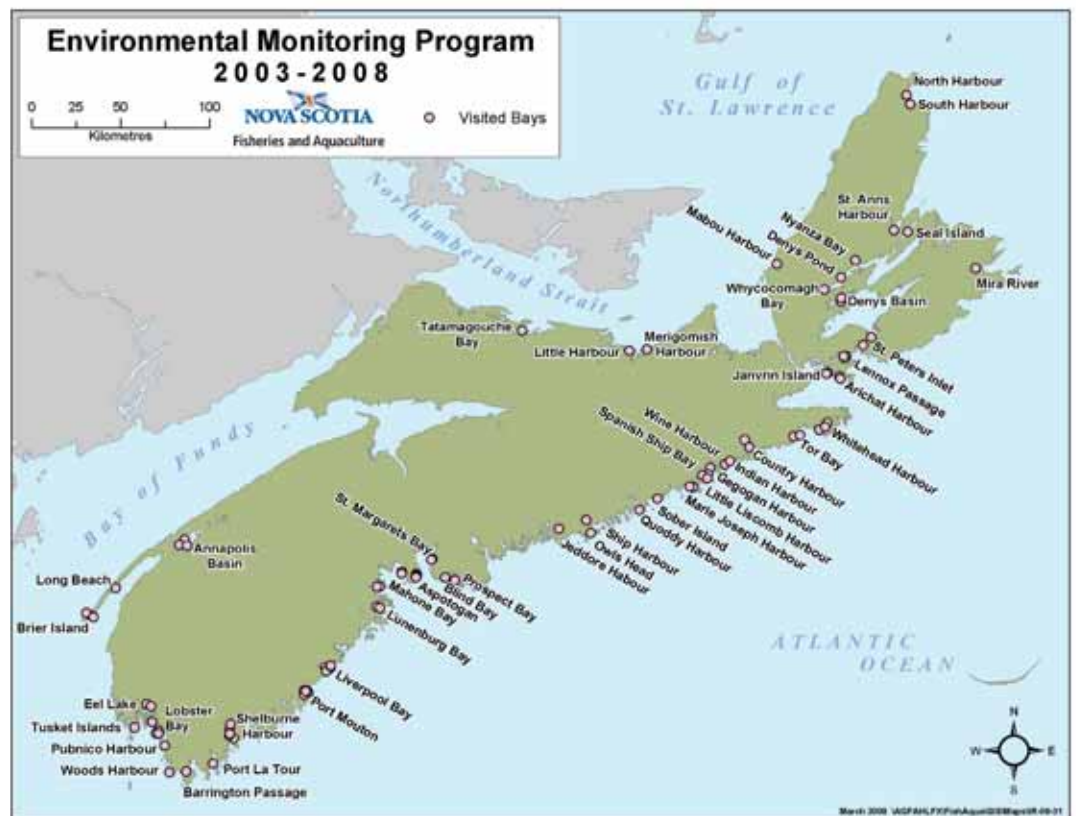 Environmental Monitoring Program
2003-2008
0 25 50 100
Kilometres
NOVA SCOTIA
Fisheries and Aquaculture
Visited Bays
Gulf of
St. Lawrence
North Harbour
South Harbour
Northumberland Strait
St. Anns
Harbour
Seal Island
Mabou Harbour
Nyanza Bay
Denys Pond
Whycocomagh
Bay
Denys Basin
Mira River
Tatamagouche
Bay
Little Harbour
Merigomish
Harbour
St. Peters Inlet
Lennox Passage
Janvrin Island
Arichat Harbour
Whitehead Harbour
Tor Bay
Country Harbour
Wine Harbour
Indian Harbour
Spanish Ship Bay
Gegogan Harbour
Little Liscomb Harbour
Marie Joseph Harbour
Sober Island
Quoddy Harbour
Ship Harbour
Owls Head
Jeddore Habour
Bay of Fundy
Annapolis
Basin
Long Beach
Brier Island
St. Margarets Bay
Prospect Bay
Blind Bay
Aspotogan
Mahone Bay
Lunenburg Bay
Liverpool Bay
Port Mouton
Eel Lake
Lobster
Bay
Tusket Islands
Shelburne
Harbour
Pubnico Harbour
Woods Harbour
Port La Tour
Barrington Passage
ATLANTIC
OCEAN
N
W E
S